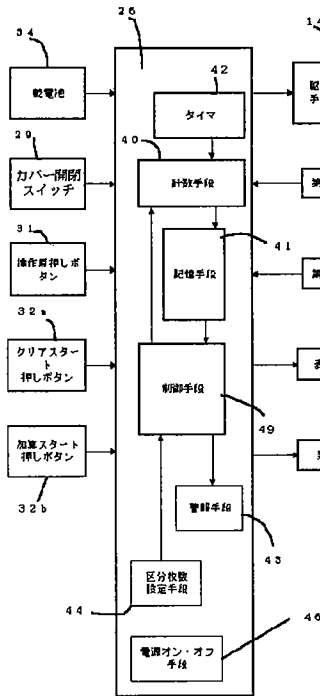 34
26
14
乾電池
42
タイマ
29
40
カバー開閉
スイッチ
計数手段
第
31
41
操作扉押しボ
タン
記憶手段
32a
クリアスタート
ト
押しボタン
制御手段
49
加算スタート
押しボタン
警報手段
32b
43
44
区分枚数
設定手段
46
電源オン・オフ
手段